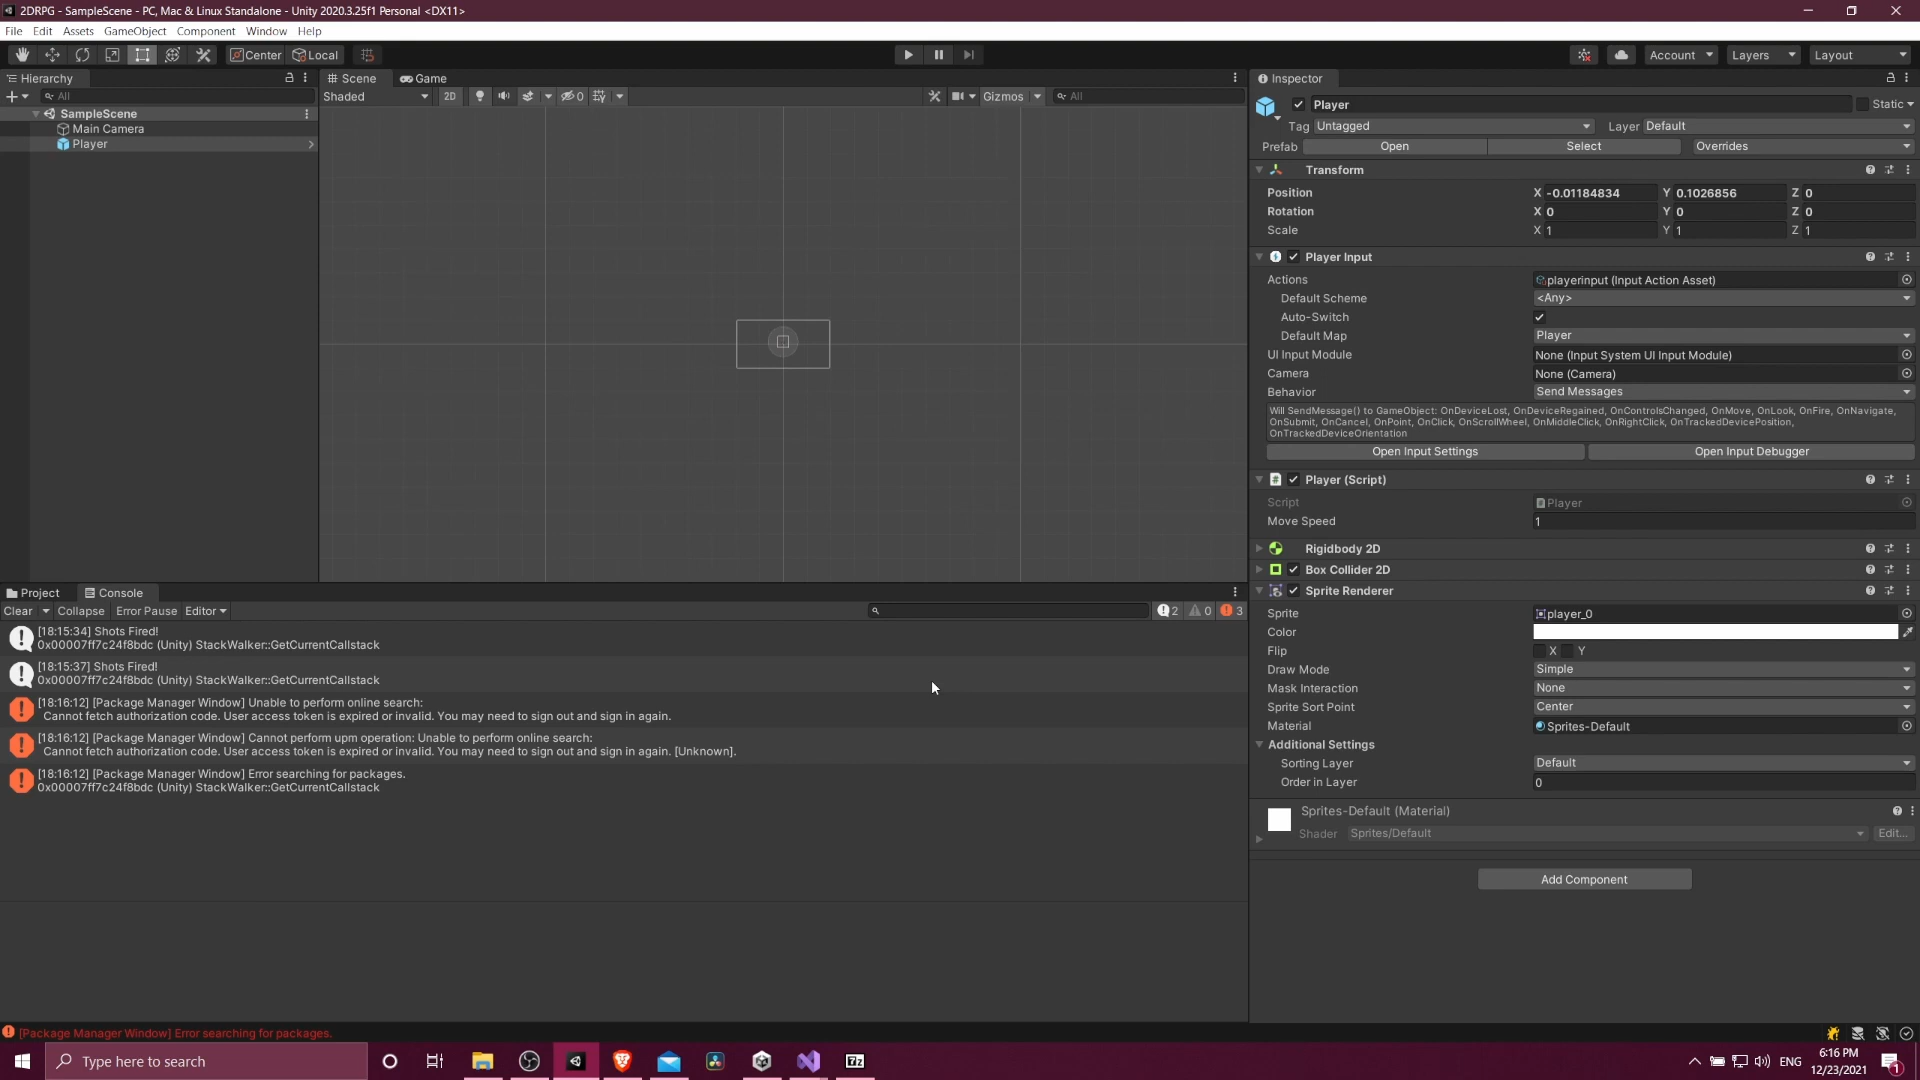 2DRPG - SampleScene - PC, Mac & Linux Standalone - Unity 2020.3.25f1 Personal <DX11>
File Edit Assets GameObject Component Window Help
Center Local Account Layers Layout
Hierarchy
All
SampleScene
Main Camera
Player
Scene Game
Shaded 2D 0 Gizmos All
Inspector
Player Static
Tag Untagged Layer Default
Prefab Open Select Overrides
Transform
Position X -0.01184834 Y 0.1026856 Z 0
Rotation X 0 Y 0 Z 0
Scale X 1 Y 1 Z 1
Player Input
Actions playerinput (Input Action Asset)
Default Scheme <Any>
Auto-Switch
Default Map Player
UI Input Module None (Input System UI Input Module)
Camera None (Camera)
Behavior Send Messages
Will SendMessage() to GameObject: OnDeviceLost, OnDeviceRegained, OnControlsChanged, OnMove, OnLook, OnFire, OnNavigate,
OnSubmit, OnCancel, OnPoint, OnClick, OnScrollWheel, OnMiddleClick, OnRightClick, OnTrackedDevicePosition,
OnTrackedDeviceOrientation
Open Input Settings Open Input Debugger
Player (Script)
Script Player
Move Speed 1
Rigidbody 2D
Box Collider 2D
Sprite Renderer
Sprite player_0
Color
Flip X Y
Draw Mode Simple
Mask Interaction None
Sprite Sort Point Center
Material Sprites-Default
Additional Settings
Sorting Layer Default
Order in Layer 0
Sprites-Default (Material)
Shader Sprites/Default Edit...
Add Component
Project Console
Clear Collapse Error Pause Editor 2 0 3
[18:15:34] Shots Fired!
0x00007ff7c24f8bdc (Unity) StackWalker::GetCurrentCallstack
[18:15:37] Shots Fired!
0x00007ff7c24f8bdc (Unity) StackWalker::GetCurrentCallstack
[18:16:12] [Package Manager Window] Unable to perform online search:
Cannot fetch authorization code. User access token is expired or invalid. You may need to sign out and sign in again.
[18:16:12] [Package Manager Window] Cannot perform upm operation: Unable to perform online search:
Cannot fetch authorization code. User access token is expired or invalid. You may need to sign out and sign in again. [Unknown].
[18:16:12] [Package Manager Window] Error searching for packages.
0x00007ff7c24f8bdc (Unity) StackWalker::GetCurrentCallstack
[Package Manager Window] Error searching for packages.
Type here to search
7z
ENG
6:16 PM
12/23/2021
1